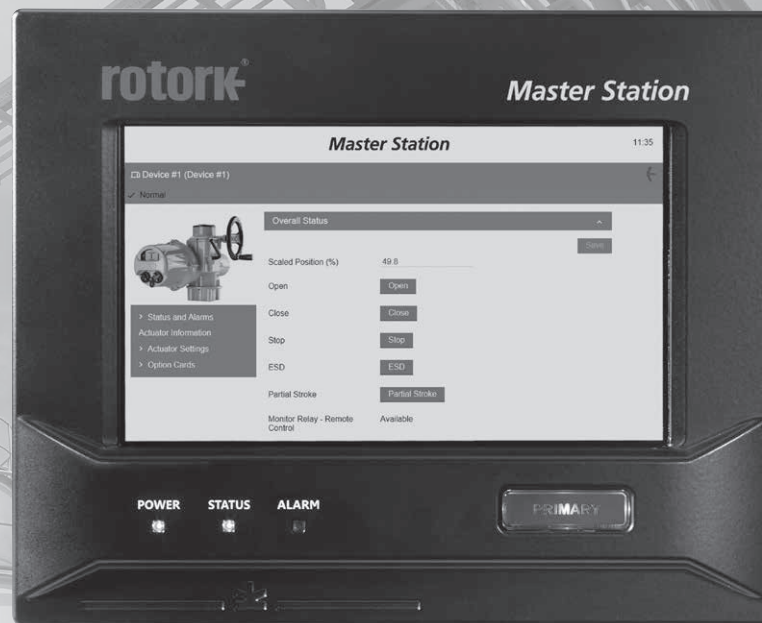 rotork®
Master Station
Master Station
11:35
Device #1 (Device #1)
Normal
Overall Status
Save
Scaled Position (%) 49.8
Open Open
Close Close
Stop Stop
ESD ESD
Partial Stroke Partial Stroke
Monitor Relay - Remote Available
Control
> Status and Alarms
Actuator Information
> Actuator Settings
> Option Cards
POWER STATUS ALARM
PRIMARY